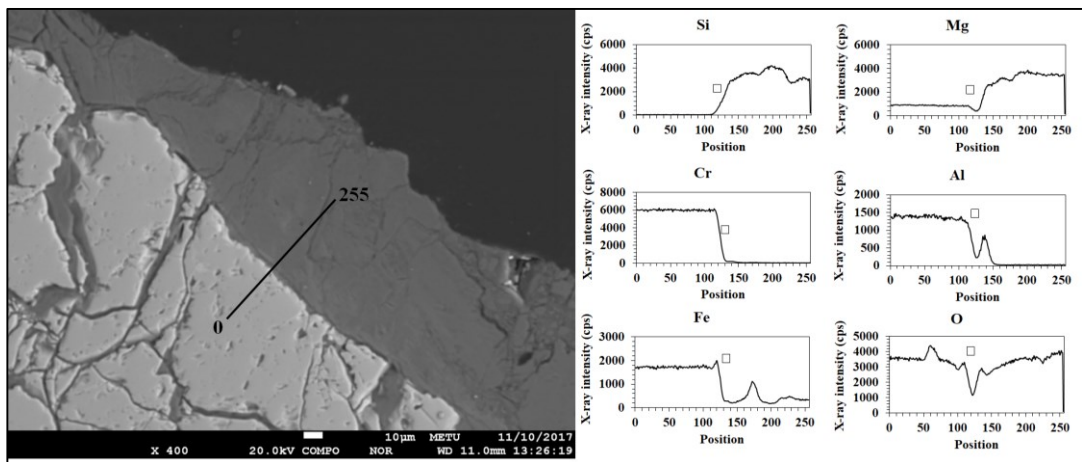 255
0
10µm METU 11/10/2017
X 400 20.0kV COMPO NOR WD 11.0mm 13:26:19
Si
X-ray intensity (cps)
6000
4000
2000
0
0 50 100 150 200 250
Position
Mg
X-ray intensity (cps)
6000
4000
2000
0
0 50 100 150 200 250
Position
Cr
X-ray intensity (cps)
8000
6000
4000
2000
0
0 50 100 150 200 250
Position
Al
X-ray intensity (cps)
2000
1500
1000
500
0
0 50 100 150 200 250
Position
Fe
X-ray intensity (cps)
3000
2000
1000
0
0 50 100 150 200 250
Position
O
X-ray intensity (cps)
5000
4000
3000
2000
1000
0
0 50 100 150 200 250
Position